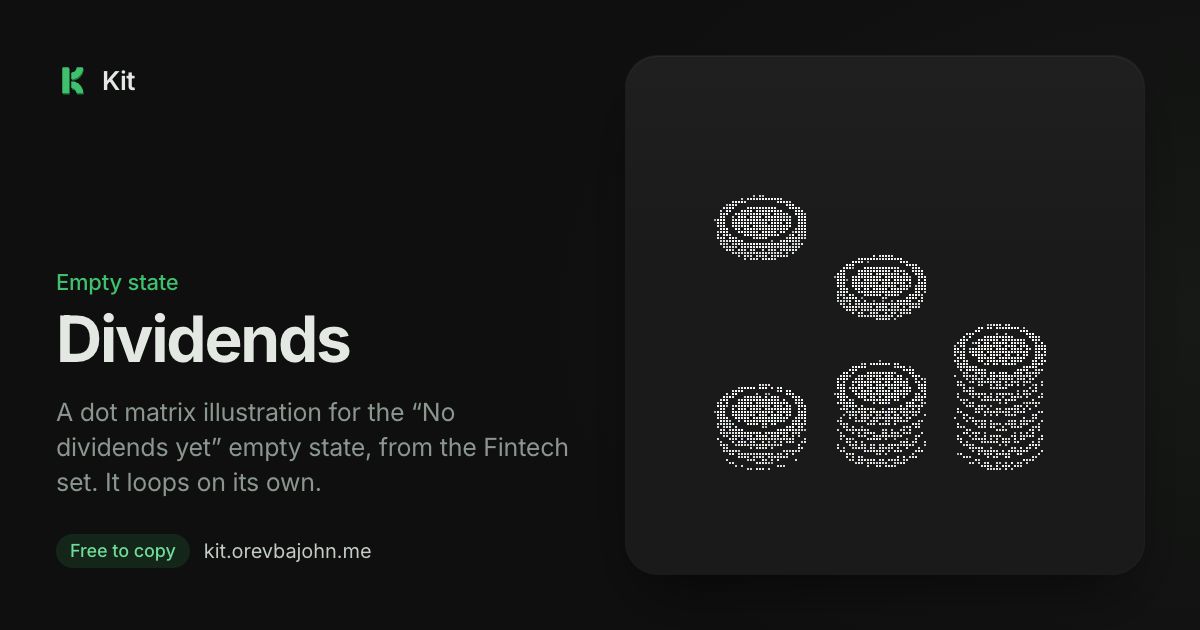 Kit
Empty state
Dividends
A dot matrix illustration for the “No
dividends yet” empty state, from the Fintech
set. It loops on its own.
Free to copy
kit.orevbajohn.me